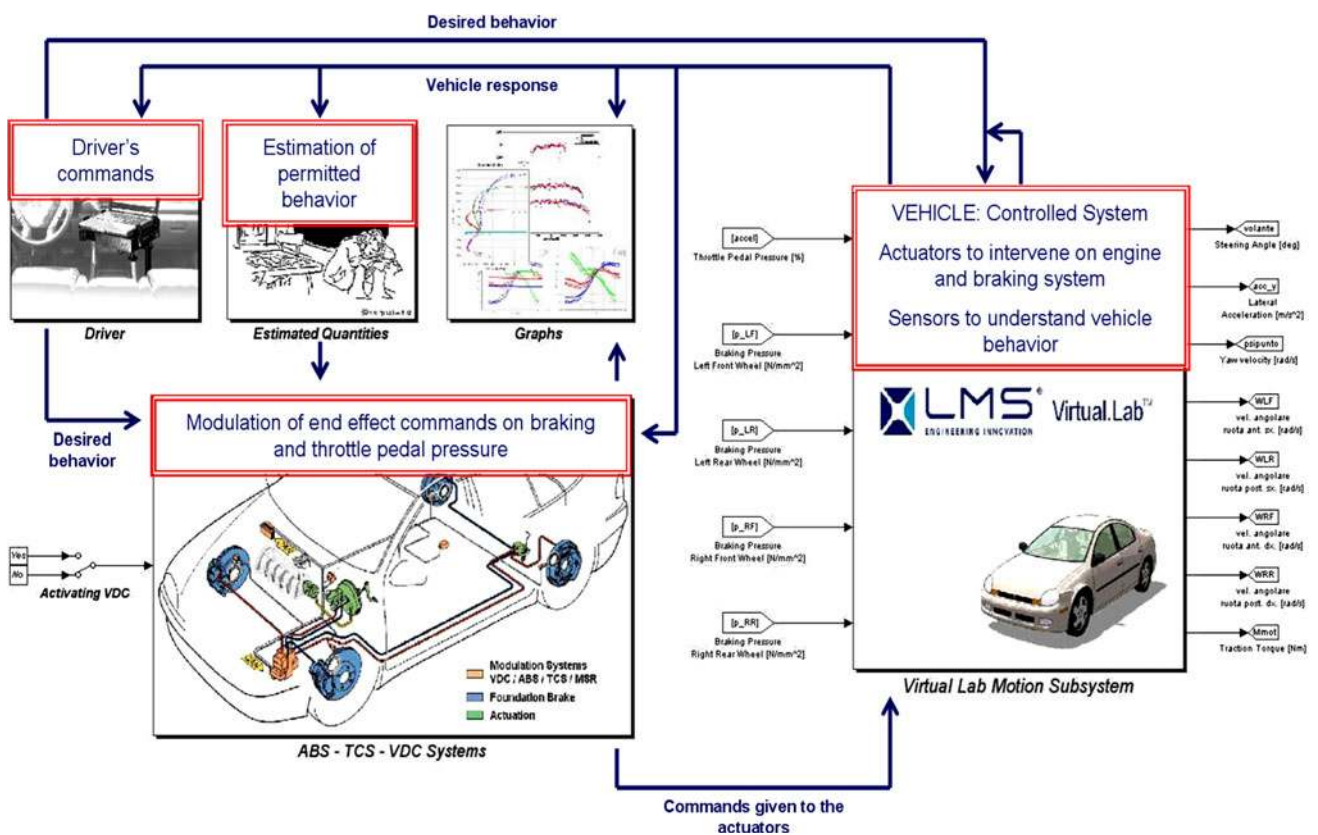 Desired behavior
Vehicle response
Driver's
commands
Driver
Estimation of
permitted
behavior
Estimated Quantities
Graphs
Desired
behavior
Modulation of end effect commands on braking
and throttle pedal pressure
Yes
No
Activating VDC
Modulation Systems
VDC / ABS / TCS / MSR
Foundation Brake
Actuation
ABS - TCS - VDC Systems
Commands given to the
actuators
[accel]
Throttle Pedal Pressure [%]
[p_LF]
Braking Pressure
Left Front Wheel [N/mm^2]
[p_LR]
Braking Pressure
Left Rear Wheel [N/mm^2]
[p_RF]
Braking Pressure
Right Front Wheel [N/mm^2]
[p_RR]
Braking Pressure
Right Rear Wheel [N/mm^2]
VEHICLE: Controlled System
Actuators to intervene on engine
and braking system
Sensors to understand vehicle
behavior
LMS® Virtual.Lab™
ENGINEERING INNOVATION
Virtual Lab Motion Subsystem
volante
Steering Angle [deg]
acc_y
Lateral
Acceleration [m/s^2]
psipunto
Yaw velocity [rad/s]
WLF
vel. angolare
ruota ant. sx. [rad/s]
WLR
vel. angolare
ruota post. sx. [rad/s]
WRF
vel. angolare
ruota ant. dx. [rad/s]
WRR
vel. angolare
ruota post. dx. [rad/s]
Mmot
Traction Torque [Nm]